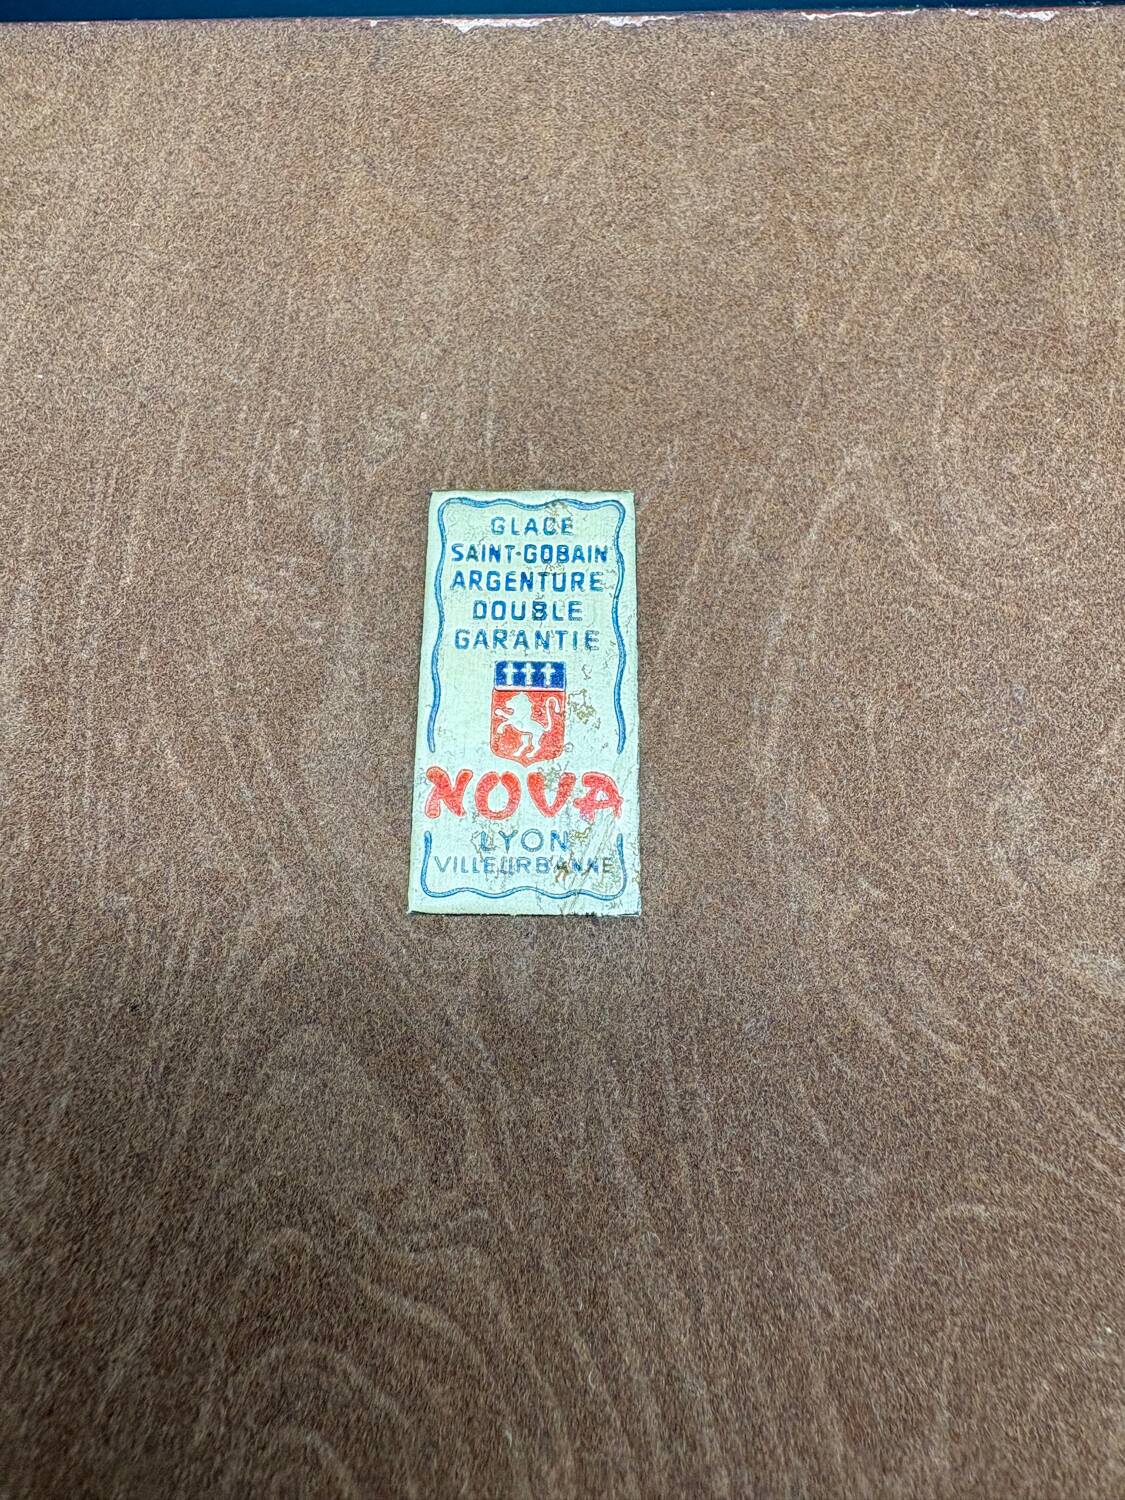 GLACE
SAINT-GOBAIN
ARGENTURE
DOUBLE
GARANTIE
NOVA
LYON
VILLEURBANNE